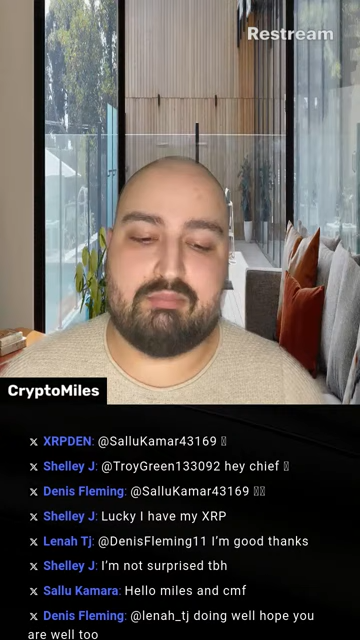 Restream
CryptoMiles
XRPDEN: @SalluKamar43169
Shelley J: @TroyGreen133092 hey chief
Denis Fleming: @SalluKamar43169
Shelley J: Lucky I have my XRP
Lenah Tj: @DenisFleming11 I’m good thanks
Shelley J: I’m not surprised tbh
Sallu Kamara: Hello miles and cmf
Denis Fleming: @lenah_tj doing well hope you
are well too